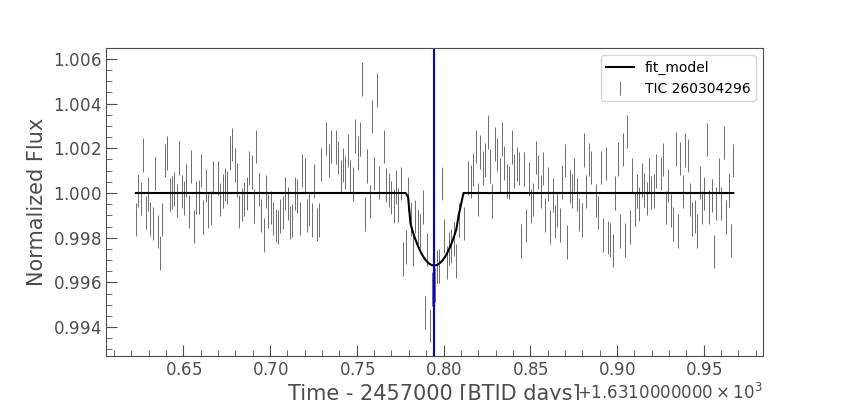 1.006
1.004
1.002
1.000
0.998
0.996
0.994
Normalized Flux
fit_model
TIC 260304296
0.65 0.70 0.75 0.80 0.85 0.90 0.95
Time - 2457000 [BTJD days]
+1.6310000000 × 10³